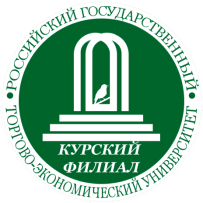 РОССИЙСКИЙ ГОСУДАРСТВЕННЫЙ
ТОРГОВО-ЭКОНОМИЧЕСКИЙ УНИВЕРСИТЕТ
КУРСКИЙ
ФИЛИАЛ